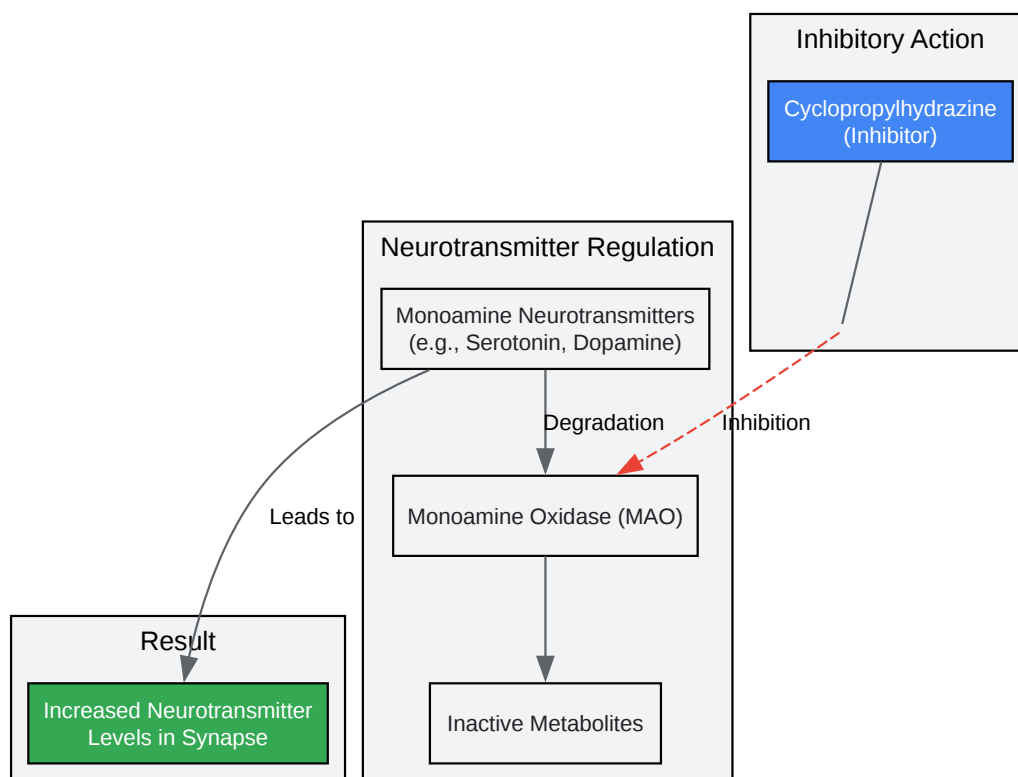 Inhibitory Action
Cyclopropylhydrazine
(Inhibitor)
Neurotransmitter Regulation
Monoamine Neurotransmitters
(e.g., Serotonin, Dopamine)
Degradation
Inhibition
Monoamine Oxidase (MAO)
Leads to
Result
Increased Neurotransmitter
Levels in Synapse
Inactive Metabolites